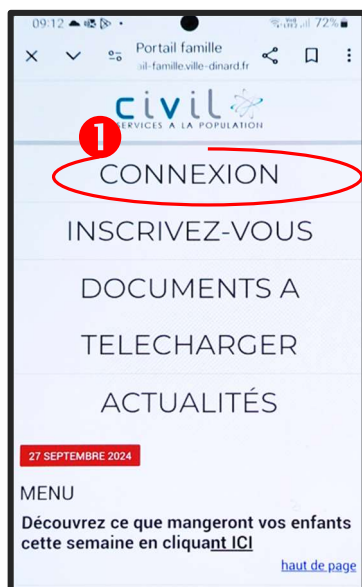 09:12
72%
Portail famille
ail-famille.ville-dinard.fr
civil
SERVICES A LA POPULATION
1
CONNEXION
INSCRIVEZ-VOUS
DOCUMENTS A
TELECHARGER
ACTUALITÉS
27 SEPTEMBRE 2024
MENU
Découvrez ce que mangeront vos enfants
cette semaine en cliquant ICI
haut de page